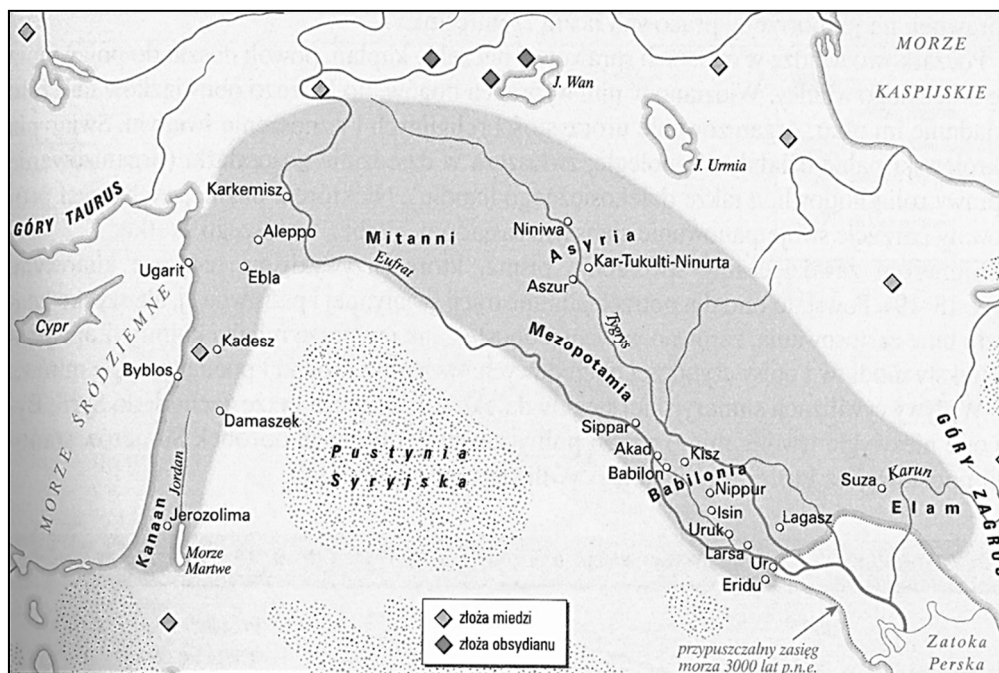 MORZE
KASPIJSKIE
J. Wan
J. Urmia
GÓRY TAURUS
Karkemisz
Aleppo
Mitanni
Niniwa
Asyria
Kar-Tukulti-Ninurta
Aszur
Ugarit
Ebla
Eufrat
Tygrys
Cypr
MORZE ŚRÓDZIEMNE
Kadesz
Byblos
Mezopotamia
Damaszek
Pustynia
Syryjska
Sippar
Akad
Kisz
Babilon
Babilonia
Nippur
Isin
Uruk
Larsa
Lagasz
Ur
Eridu
Suza
Karun
Elam
GÓRY ZAGROS
Kanaan
Jordan
Jerozolima
Morze
Martwe
złoża miedzi
złoża obsydianu
przypuszczalny zasięg
morza 3000 lat p.n.e.
Zatoka
Perska